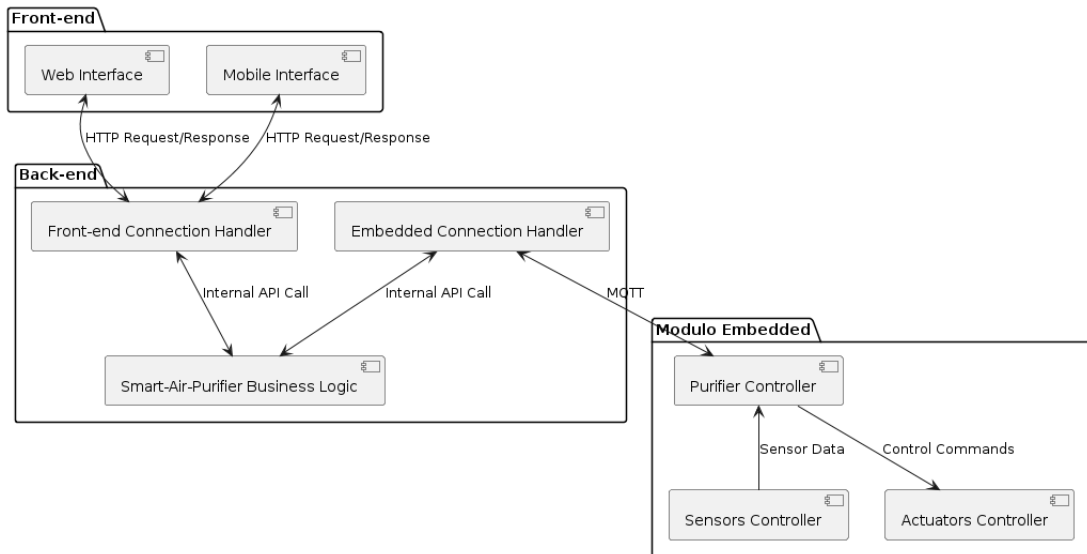 Front-end
Web Interface
Mobile Interface
HTTP Request/Response
HTTP Request/Response
Back-end
Front-end Connection Handler
Embedded Connection Handler
Internal API Call
Internal API Call
MQTT
Modulo Embedded
Smart-Air-Purifier Business Logic
Purifier Controller
Sensor Data
Control Commands
Sensors Controller
Actuators Controller